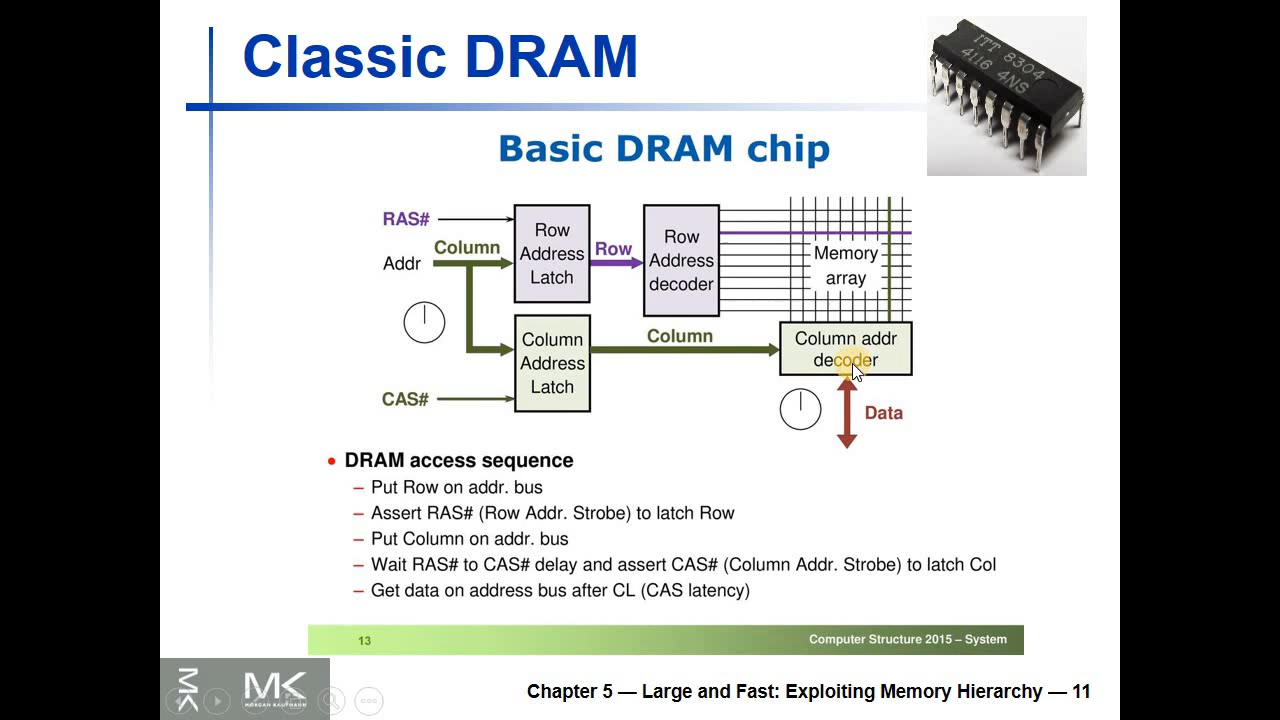 Classic DRAM
ITT 8304
4116 4NS
Basic DRAM chip
RAS#
Addr
Column
Row
Address
Latch
Row
Row
Address
decoder
Memory
array
Column
Address
Latch
CAS#
Column
Column addr
decoder
Data
• DRAM access sequence
– Put Row on addr. bus
– Assert RAS# (Row Addr. Strobe) to latch Row
– Put Column on addr. bus
– Wait RAS# to CAS# delay and assert CAS# (Column Addr. Strobe) to latch Col
– Get data on address bus after CL (CAS latency)
13
Computer Structure 2015 – System
MK
MK
MORGAN KAUFMANN
Chapter 5 — Large and Fast: Exploiting Memory Hierarchy — 11